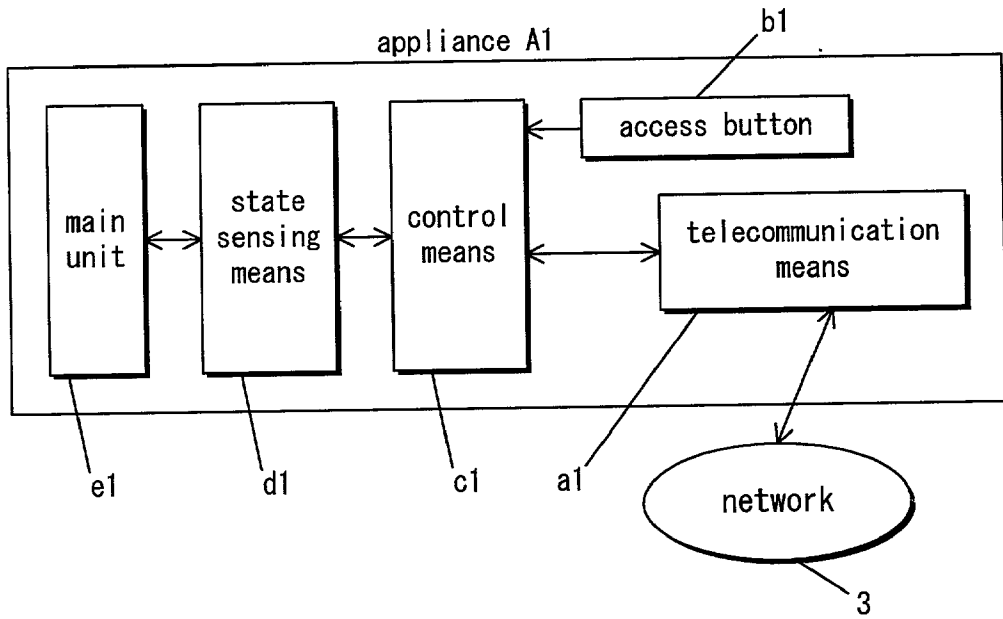 b1
appliance A1
access button
main
unit
state
sensing
means
control
means
telecommunication
means
e1
d1
c1
a1
network
3